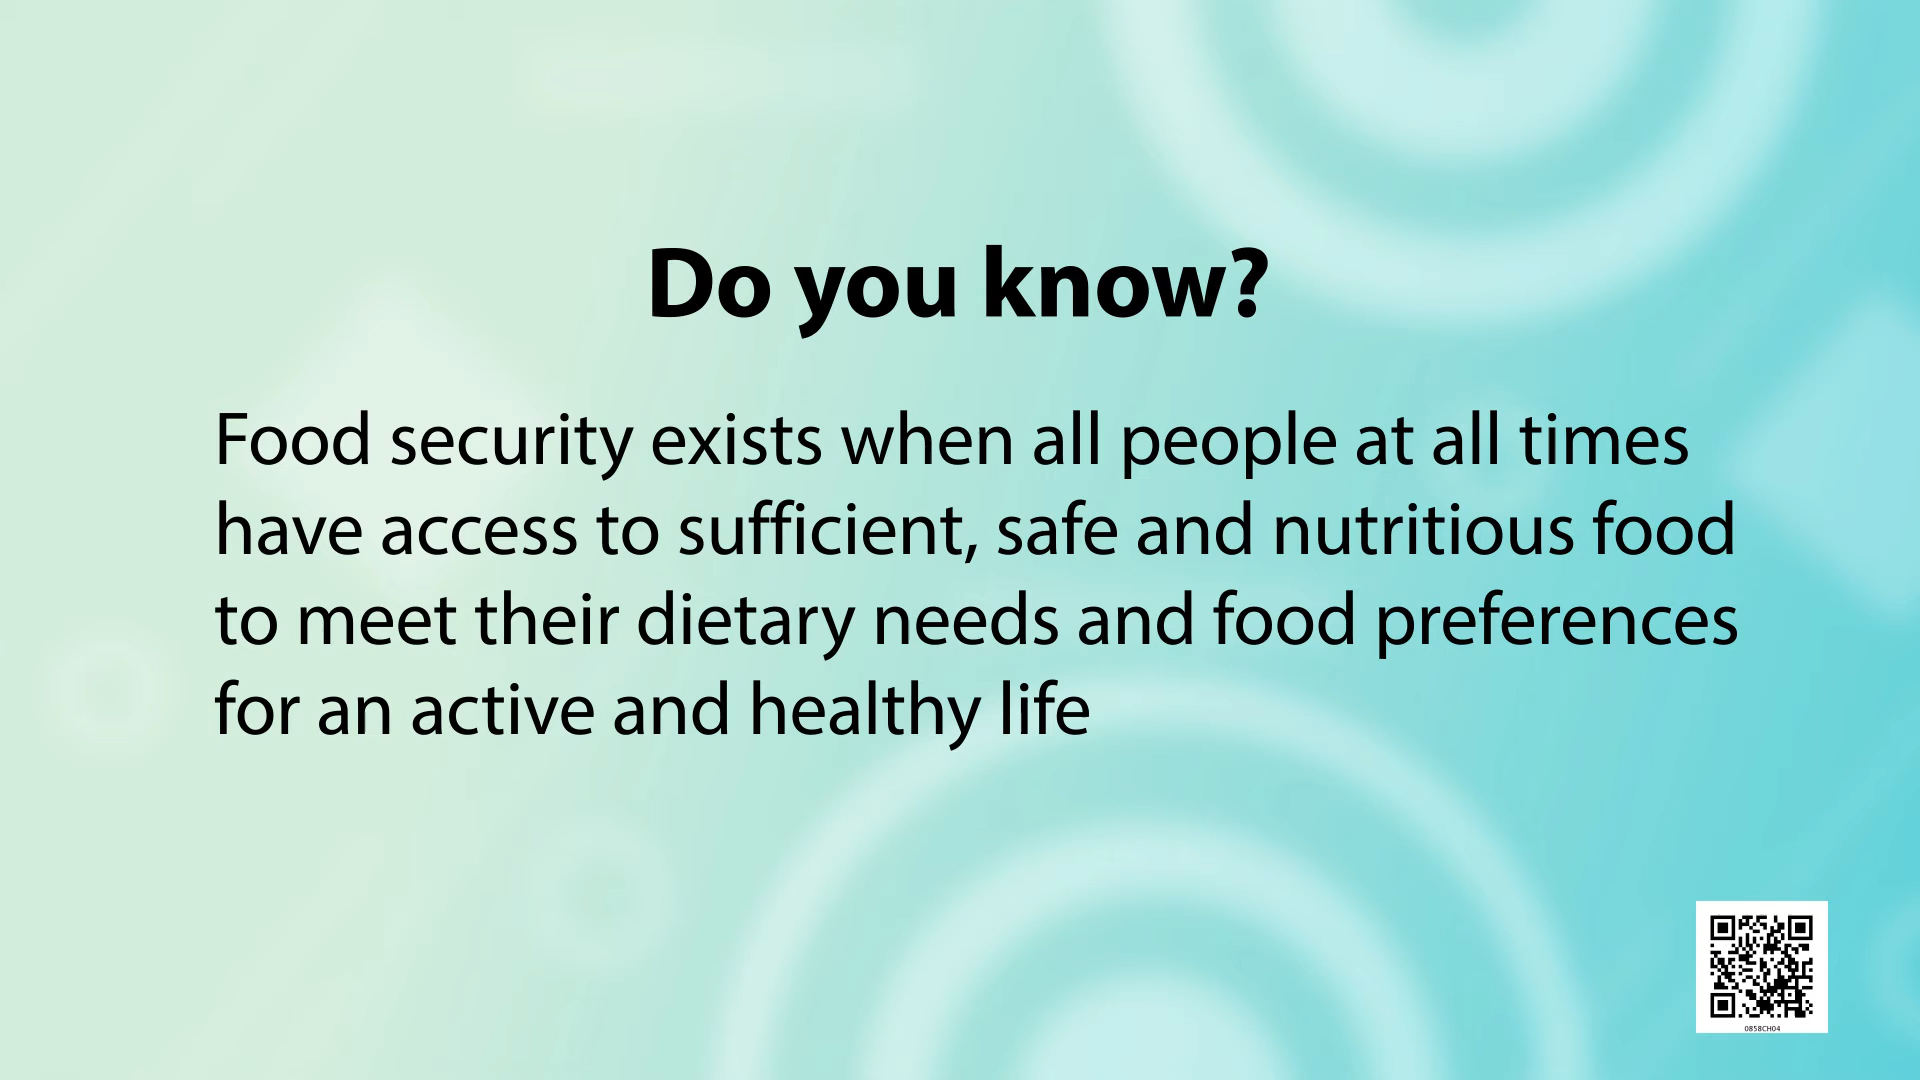 Do you know?
Food security exists when all people at all times
have access to sufficient, safe and nutritious food
to meet their dietary needs and food preferences
for an active and healthy life
0858CH04